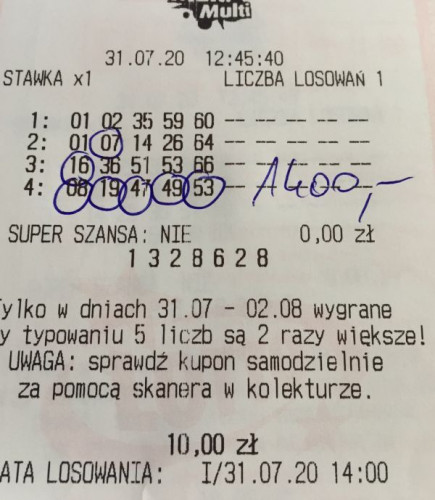 Multi
31.07.20 12:45:40
STAWKA x1 LICZBA LOSOWAŃ 1
1: 01 02 35 59 60 -- -- -- -- --
2: 01 07 14 26 64 -- -- -- -- --
3: 16 36 51 53 66 -- -- -- -- --
4: 08 19 47 49 53 -- -- -- -- --
1400,-
SUPER SZANSA: NIE 0,00 zł
1328628
ylko w dniach 31.07 - 02.08 wygrane
y typowaniu 5 liczb są 2 razy większe!
UWAGA: sprawdź kupon samodzielnie
za pomocą skanera w kolekturze.
10,00 zł
ATA LOSOWANIA: I/31.07.20 14:00